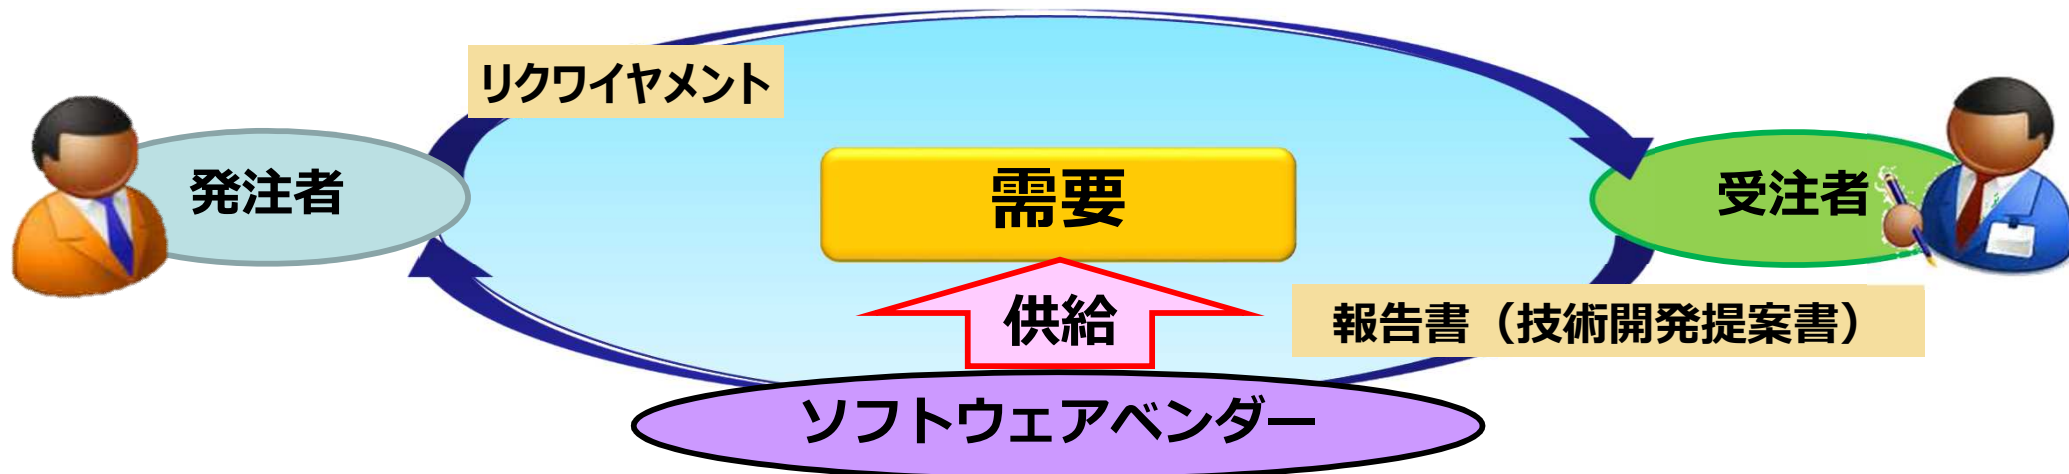 リクワイヤメント
発注者
需要
受注者
供給
報告書（技術開発提案書）
ソフトウェアベンダー